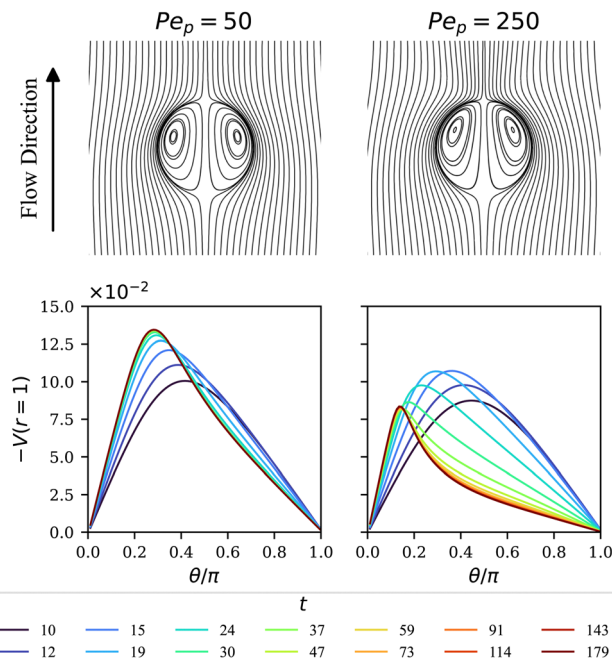 Pe_p = 50 Pe_p = 250
Flow Direction
×10⁻²
15.0
12.5
10.0
7.5
5.0
2.5
0.0
−V(r = 1)
0.0 0.2 0.4 0.6 0.8 1.0 0.0 0.2 0.4 0.6 0.8 1.0
θ/π θ/π
t
10 15 24 37 59 91 143
12 19 30 47 73 114 179